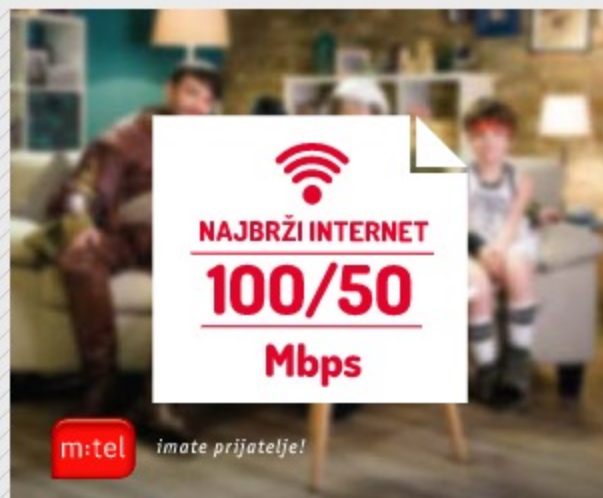 NAJBRŽI INTERNET
100/50
Mbps
m:tel
imate prijatelje!